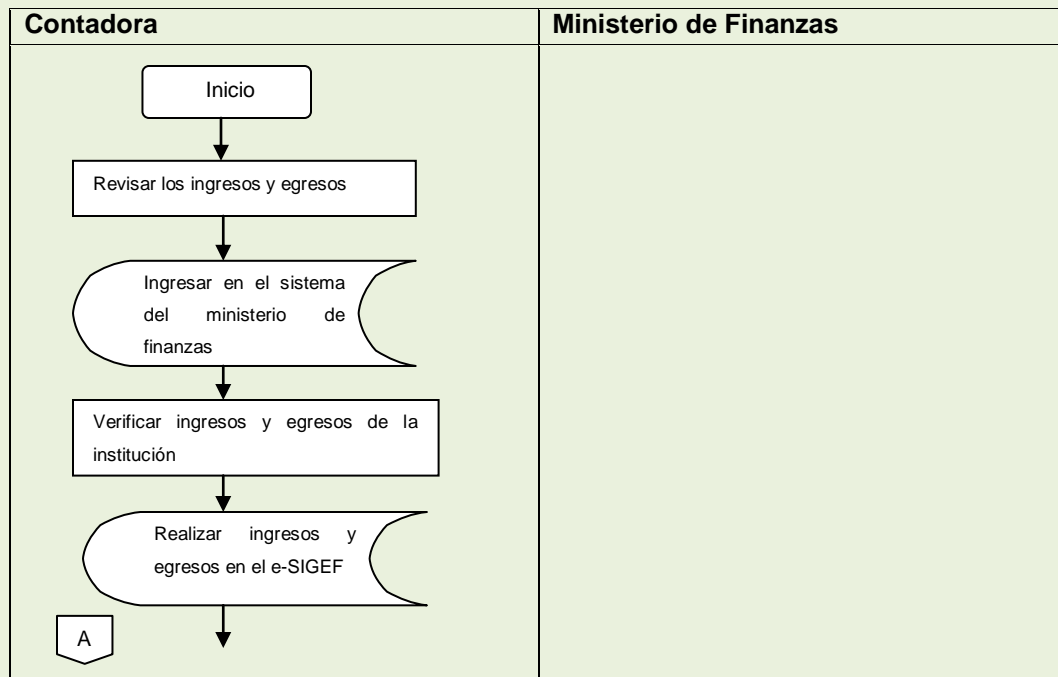 Contadora
Ministerio de Finanzas
Inicio
Revisar los ingresos y egresos
Ingresar en el sistema
del ministerio de
finanzas
Verificar ingresos y egresos de la
institución
Realizar ingresos y
egresos en el e-SIGEF
A